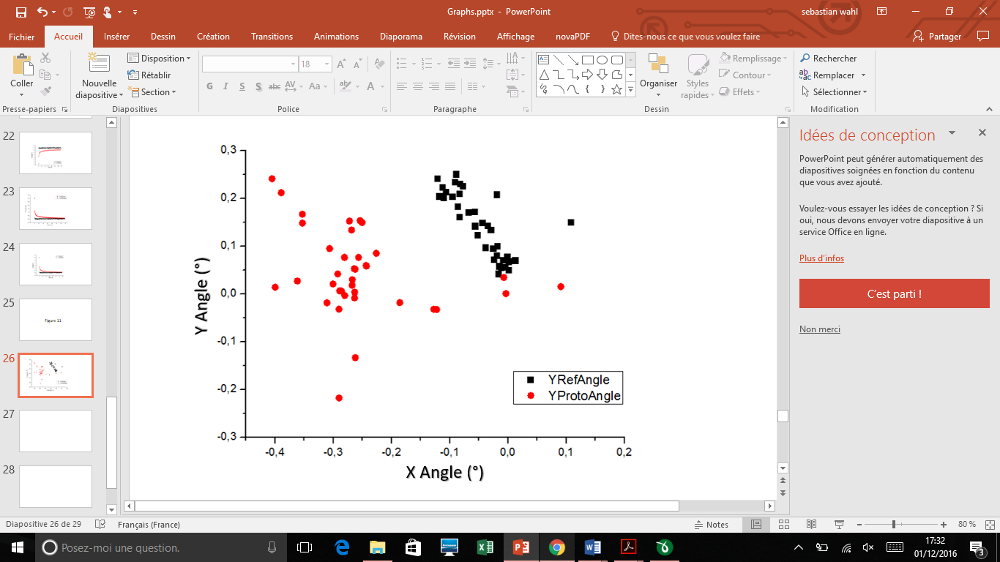 Graphs.pptx - PowerPoint
sebastian wahl
Fichier Accueil Insérer Dessin Création Transitions Animations Diaporama Révision Affichage novaPDF Dites-nous ce que vous voulez faire Partager
Coller
Presse-papiers
Nouvelle
diapositive
Disposition
Rétablir
Section
Diapositives
18
G I S S abc AV Aa A
Police
Paragraphe
Organiser
Styles
rapides
Remplissage
Contour
Effets
Dessin
Rechercher
Remplacer
Sélectionner
Modification
22
23
24
25
Figure 11
26
27
28
0,3
0,2
0,1
0,0
-0,1
-0,2
-0,3
Y Angle (°)
YRefAngle
YProtoAngle
-0,4 -0,3 -0,2 -0,1 0,0 0,1 0,2
X Angle (°)
Idées de conception
PowerPoint peut générer automatiquement des
diapositives soignées en fonction du contenu
que vous avez ajouté.
Voulez-vous essayer les idées de conception ? Si
oui, nous devons envoyer votre diapositive à un
service Office en ligne.
Plus d'infos
C'est parti !
Non merci
Diapositive 26 de 29 Français (France) Notes 80 %
Posez-moi une question.
17:32
01/12/2016
3